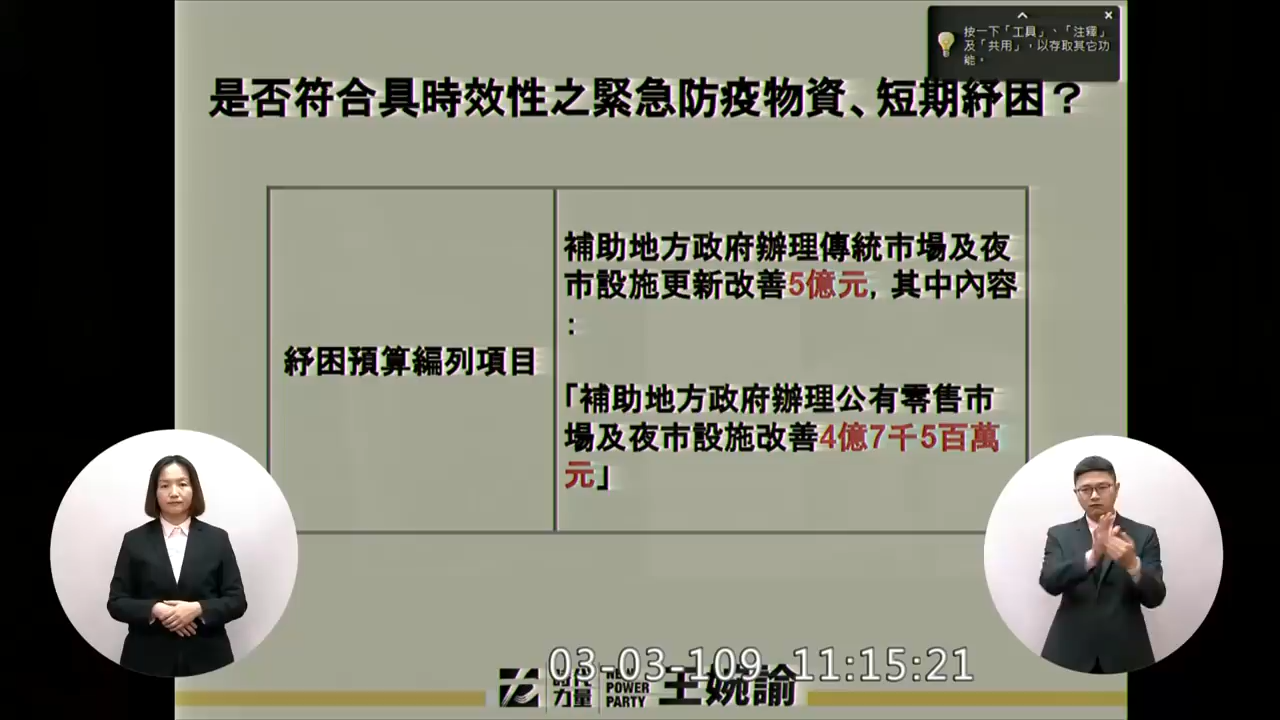 按一下「工具」、「注釋」
及「共用」，以存取其它功
能。
是否符合具時效性之緊急防疫物資、短期紓困？
紓困預算編列項目
補助地方政府辦理傳統市場及夜
市設施更新改善5億元，其中內容
：
「補助地方政府辦理公有零售市
場及夜市設施改善4億7千5百萬
元」
03-03-109 11:15:21
時代
力量
NEW
POWER
PARTY
王婉諭